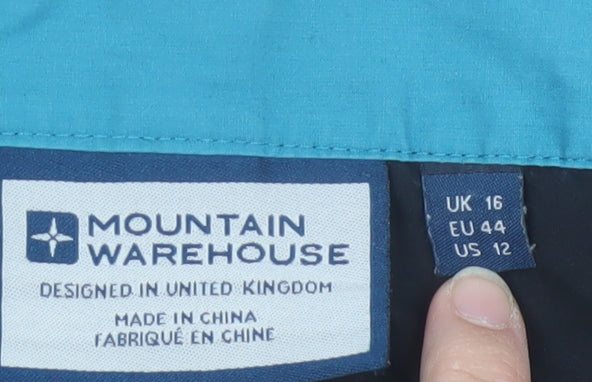 MOUNTAIN
WAREHOUSE
DESIGNED IN UNITED KINGDOM
MADE IN CHINA
FABRIQUÉ EN CHINE
UK 16
EU 44
US 12